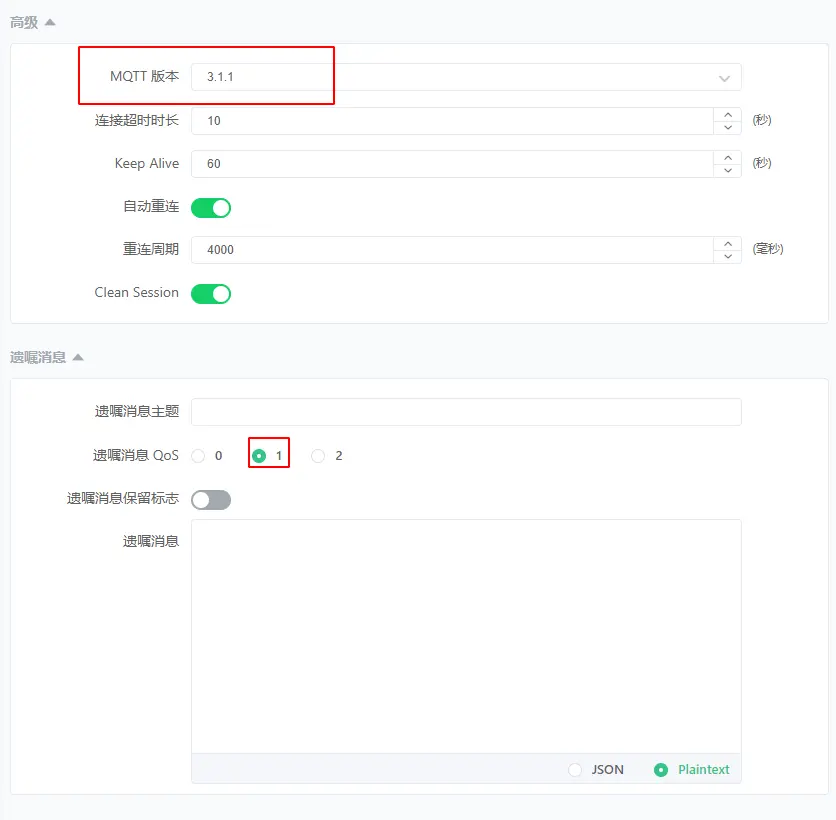 高级
MQTT 版本 3.1.1
连接超时时长 10 (秒)
Keep Alive 60 (秒)
自动重连
重连周期 4000 (毫秒)
Clean Session
遗嘱消息
遗嘱消息主题
遗嘱消息 QoS 0 1 2
遗嘱消息保留标志
遗嘱消息
JSON Plaintext